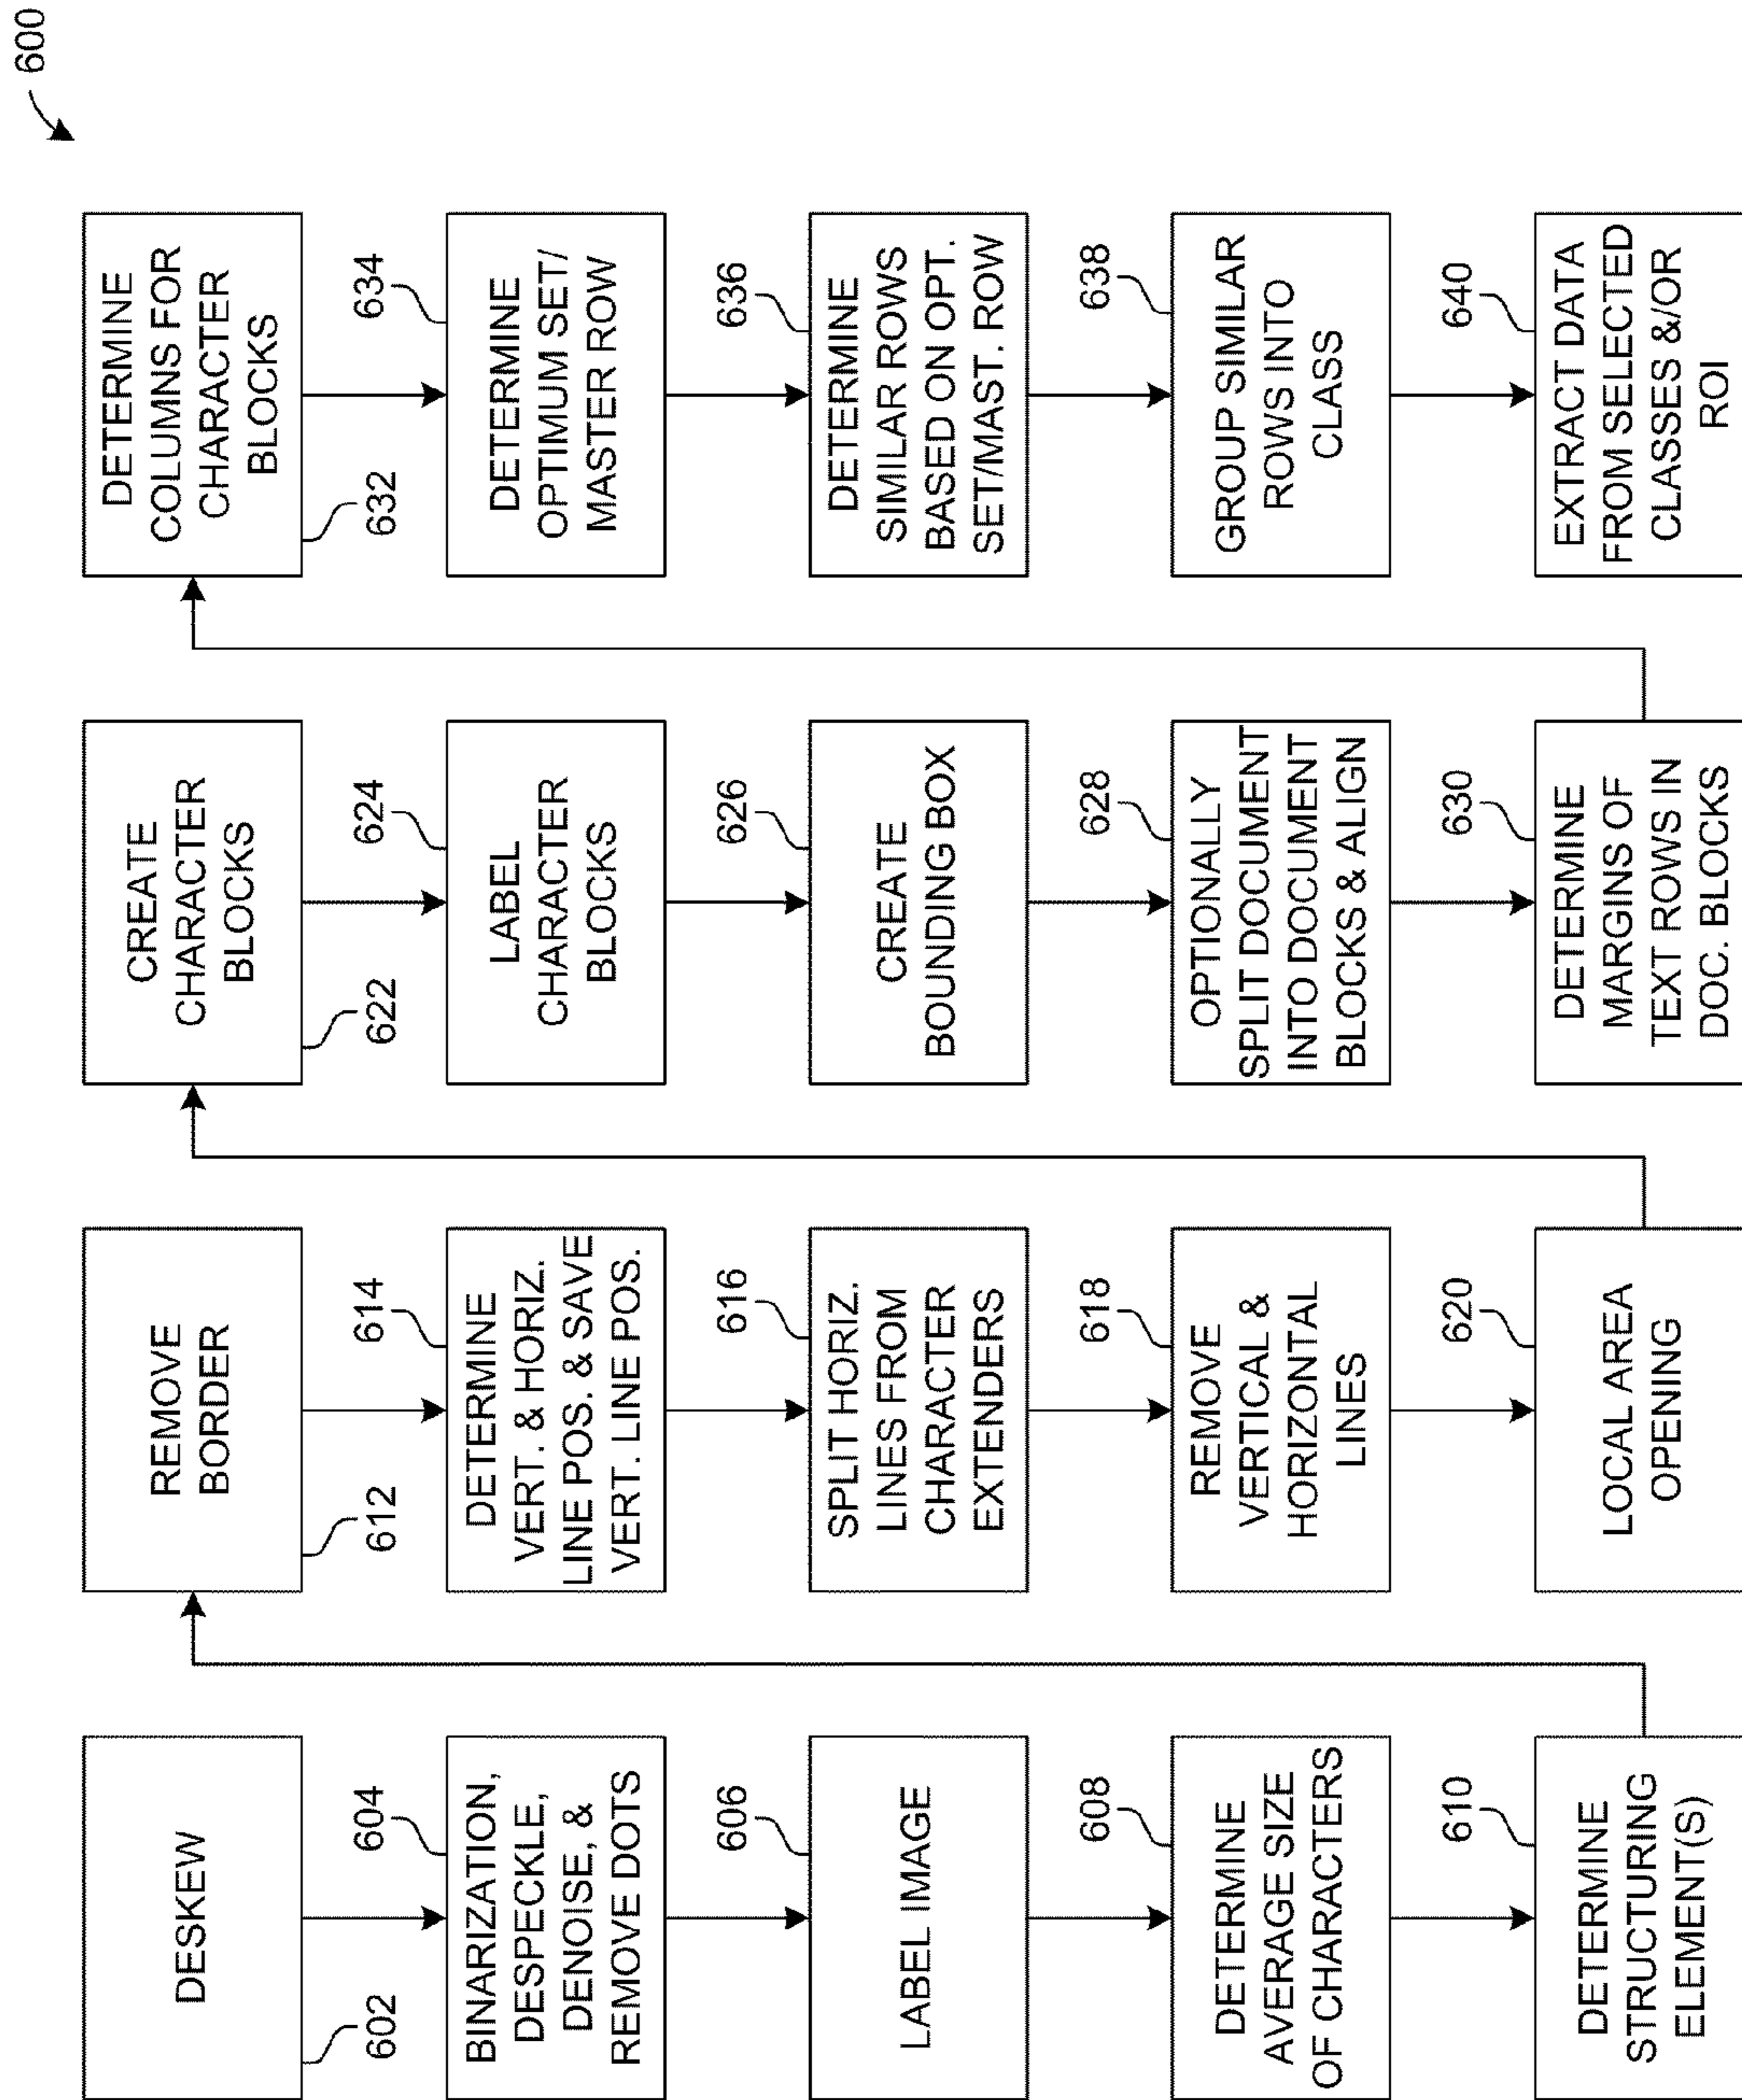 600
DESKEW
602
BINARIZATION,
DESPECKLE,
DENOISE, &
REMOVE DOTS
604
LABEL IMAGE
606
DETERMINE
AVERAGE SIZE
OF CHARACTERS
608
DETERMINE
STRUCTURING
ELEMENT(S)
610
REMOVE
BORDER
612
DETERMINE
VERT. & HORIZ.
LINE POS. & SAVE
VERT. LINE POS.
614
SPLIT HORIZ.
LINES FROM
CHARACTER
EXTENDERS
616
REMOVE
VERTICAL &
HORIZONTAL
LINES
618
LOCAL AREA
OPENING
620
CREATE
CHARACTER
BLOCKS
622
LABEL
CHARACTER
BLOCKS
624
CREATE
BOUNDING BOX
626
OPTIONALLY
SPLIT DOCUMENT
INTO DOCUMENT
BLOCKS & ALIGN
628
DETERMINE
MARGINS OF
TEXT ROWS IN
DOC. BLOCKS
630
DETERMINE
COLUMNS FOR
CHARACTER
BLOCKS
632
DETERMINE
OPTIMUM SET/
MASTER ROW
634
DETERMINE
SIMILAR ROWS
BASED ON OPT.
SET/MAST. ROW
636
GROUP SIMILAR
ROWS INTO
CLASS
638
EXTRACT DATA
FROM SELECTED
CLASSES &/OR
ROI
640